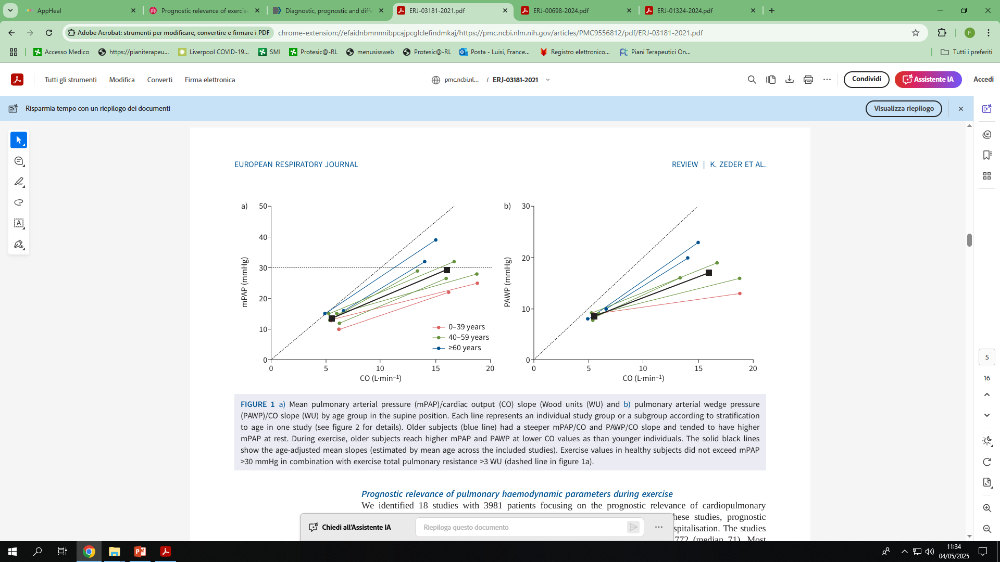 AppHeal
Prognostic relevance of exercise
Diagnostic, prognostic and diffe
ERJ-03181-2021.pdf
ERJ-00698-2024.pdf
ERJ-01324-2024.pdf
Adobe Acrobat: strumenti per modificare, convertire e firmare i PDF
chrome-extension://efaidnbmnnnibpcajpcglclefindmkaj/https://pmc.ncbi.nlm.nih.gov/articles/PMC9556812/pdf/ERJ-03181-2021.pdf
F
Accesso Medico
https://pianiterapeu...
Liverpool COVID-19...
SMI
Protesic@-RL
menusissweb
Protesic@-RL
Posta - Luisi, France...
Registro elettronico...
Piani Terapeutici On...
Tutti i preferiti
Tutti gli strumenti
Modifica
Converti
Firma elettronica
pmc.ncbi.nl...
/ ERJ-03181-2021
Condividi
Assistente IA
Accedi
Risparmia tempo con un riepilogo dei documenti
Visualizza riepilogo
EUROPEAN RESPIRATORY JOURNAL
REVIEW | K. ZEDER ET AL.
a)
50
40
30
20
10
0
mPAP (mmHg)
0 5 10 15 20
CO (L·min⁻¹)
0–39 years
40–59 years
≥60 years
b)
30
20
10
0
PAWP (mmHg)
0 5 10 15 20
CO (L·min⁻¹)
FIGURE 1 a) Mean pulmonary arterial pressure (mPAP)/cardiac output (CO) slope (Wood units (WU) and b) pulmonary arterial wedge pressure
(PAWP)/CO slope (WU) by age group in the supine position. Each line represents an individual study group or a subgroup according to stratification
to age in one study (see figure 2 for details). Older subjects (blue line) had a steeper mPAP/CO and PAWP/CO slope and tended to have higher
mPAP at rest. During exercise, older subjects reach higher mPAP and PAWP at lower CO values as than younger individuals. The solid black lines
show the age-adjusted mean slopes (estimated by mean age across the included studies). Exercise values in healthy subjects did not exceed mPAP
>30 mmHg in combination with exercise total pulmonary resistance >3 WU (dashed line in figure 1a).
Prognostic relevance of pulmonary haemodynamic parameters during exercise
We identified 18 studies with 3981 patients focusing on the prognostic relevance of cardiopulmonary
hese studies, prognostic
spitalisation. The studies
772 (median 71). Most
Chiedi all'Assistente IA
Riepiloga questo documento
5
16
11:34
04/05/2025